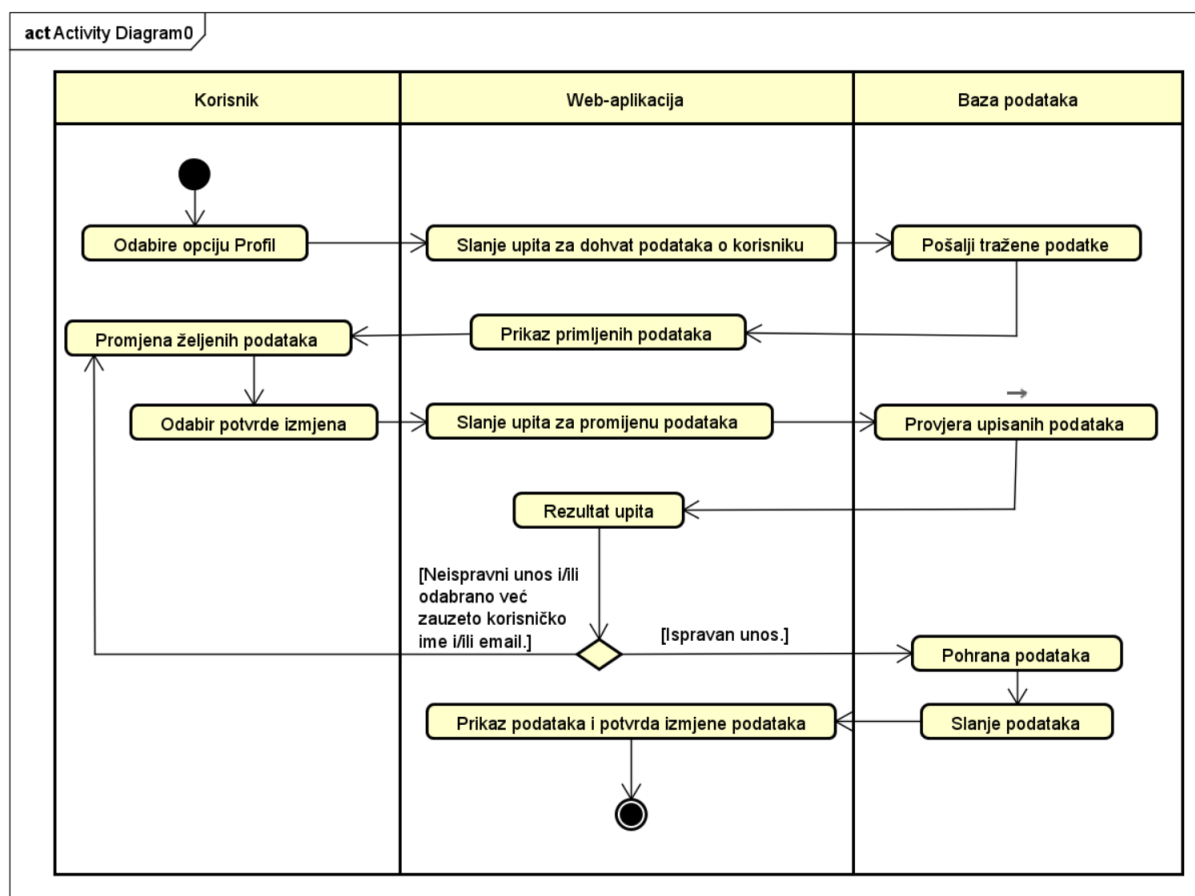 act Activity Diagram0
Korisnik
Web-aplikacija
Baza podataka
Odabire opciju Profil
Slanje upita za dohvat podataka o korisniku
Pošalji tražene podatke
Promjena željenih podataka
Prikaz primljenih podataka
Odabir potvrde izmjena
Slanje upita za promijenu podataka
Provjera upisanih podataka
Rezultat upita
[Neispravni unos i/ili
odabrano već
zauzeto korisničko
ime i/ili email.]
[Ispravan unos.]
Pohrana podataka
Prikaz podataka i potvrda izmjene podataka
Slanje podataka